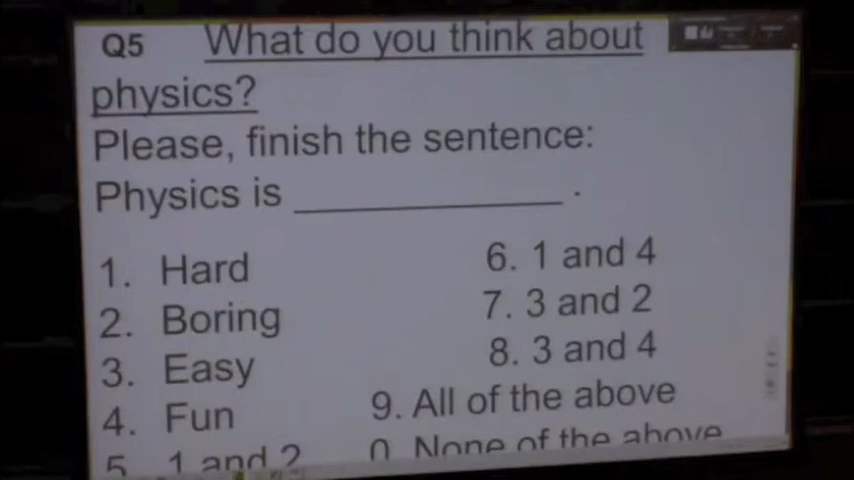 Q5 What do you think about
physics?
Please, finish the sentence:
Physics is ____________ .
1. Hard
2. Boring
3. Easy
4. Fun
5 1 and 2
6. 1 and 4
7. 3 and 2
8. 3 and 4
9. All of the above
0 None of the above